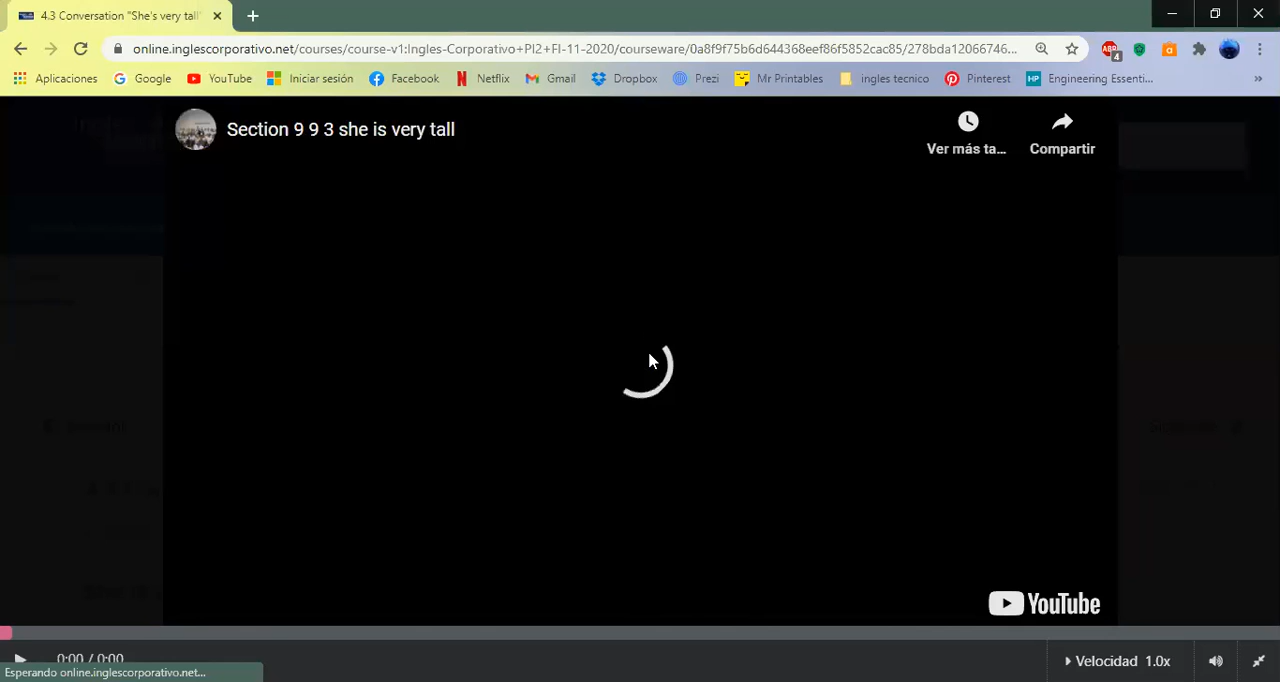 4.3 Conversation "She's very tall"
online.inglescorporativo.net/courses/course-v1:Ingles-Corporativo+PI2+FI-11-2020/courseware/0a8f9f75b6d644368eef86f5852cac85/278bda12066746...
4
Aplicaciones Google YouTube Iniciar sesión Facebook Netflix Gmail Dropbox Prezi Mr Printables ingles tecnico Pinterest HP Engineering Essenti... »
Section 9 9 3 she is very tall
Ver más ta... Compartir
YouTube
0:00 / 0:00
Velocidad 1.0x
Esperando online.inglescorporativo.net...